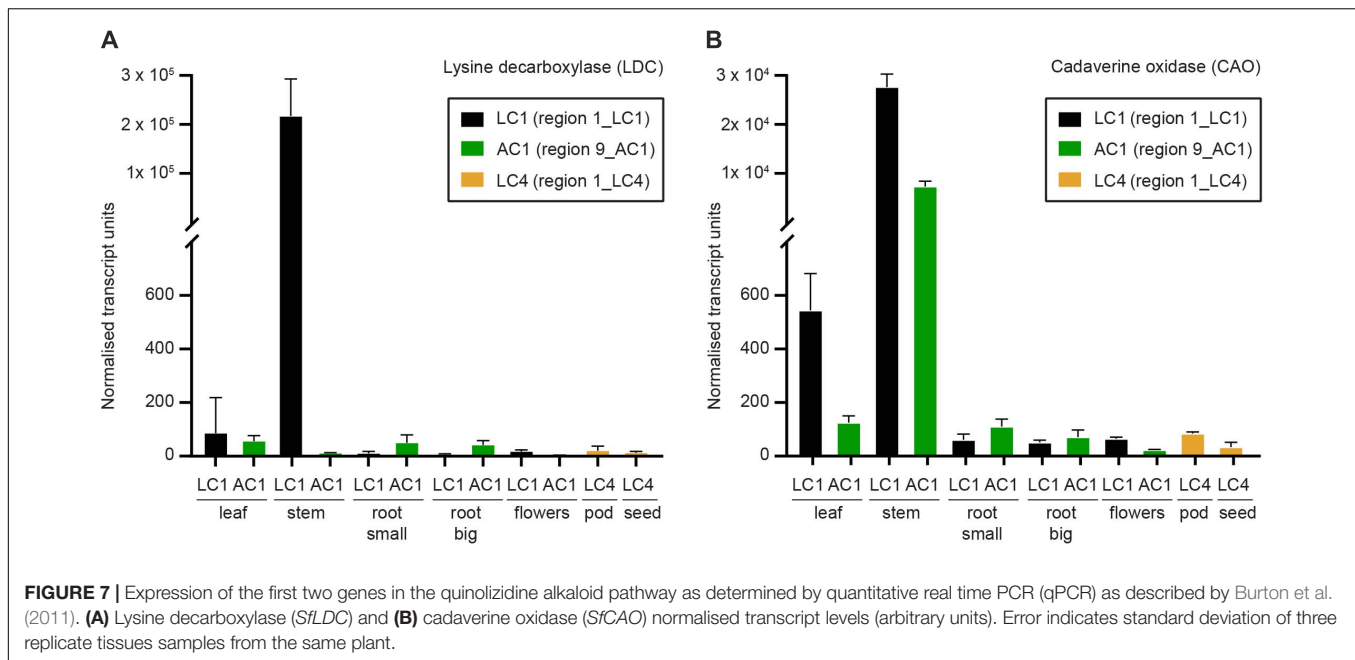 A
Lysine decarboxylase (LDC)
LC1 (region 1_LC1)
AC1 (region 9_AC1)
LC4 (region 1_LC4)
Normalised transcript units
3 x 10⁵
2 x 10⁵
1x 10⁵
600
400
200
0
LC1 AC1 LC1 AC1 LC1 AC1 LC1 AC1 LC1 AC1 LC4 LC4
leaf stem root small root big flowers pod seed
B
Cadaverine oxidase (CAO)
LC1 (region 1_LC1)
AC1 (region 9_AC1)
LC4 (region 1_LC4)
Normalised transcript units
3 x 10⁴
2 x 10⁴
1 x 10⁴
600
400
200
0
LC1 AC1 LC1 AC1 LC1 AC1 LC1 AC1 LC1 AC1 LC4 LC4
leaf stem root small root big flowers pod seed
FIGURE 7 | Expression of the first two genes in the quinolizidine alkaloid pathway as determined by quantitative real time PCR (qPCR) as described by Burton et al.
(2011). (A) Lysine decarboxylase (SfLDC) and (B) cadaverine oxidase (SfCAO) normalised transcript levels (arbitrary units). Error indicates standard deviation of three
replicate tissues samples from the same plant.